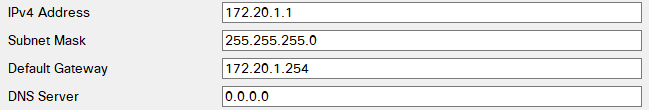 IPv4 Address 172.20.1.1
Subnet Mask 255.255.255.0
Default Gateway 172.20.1.254
DNS Server 0.0.0.0